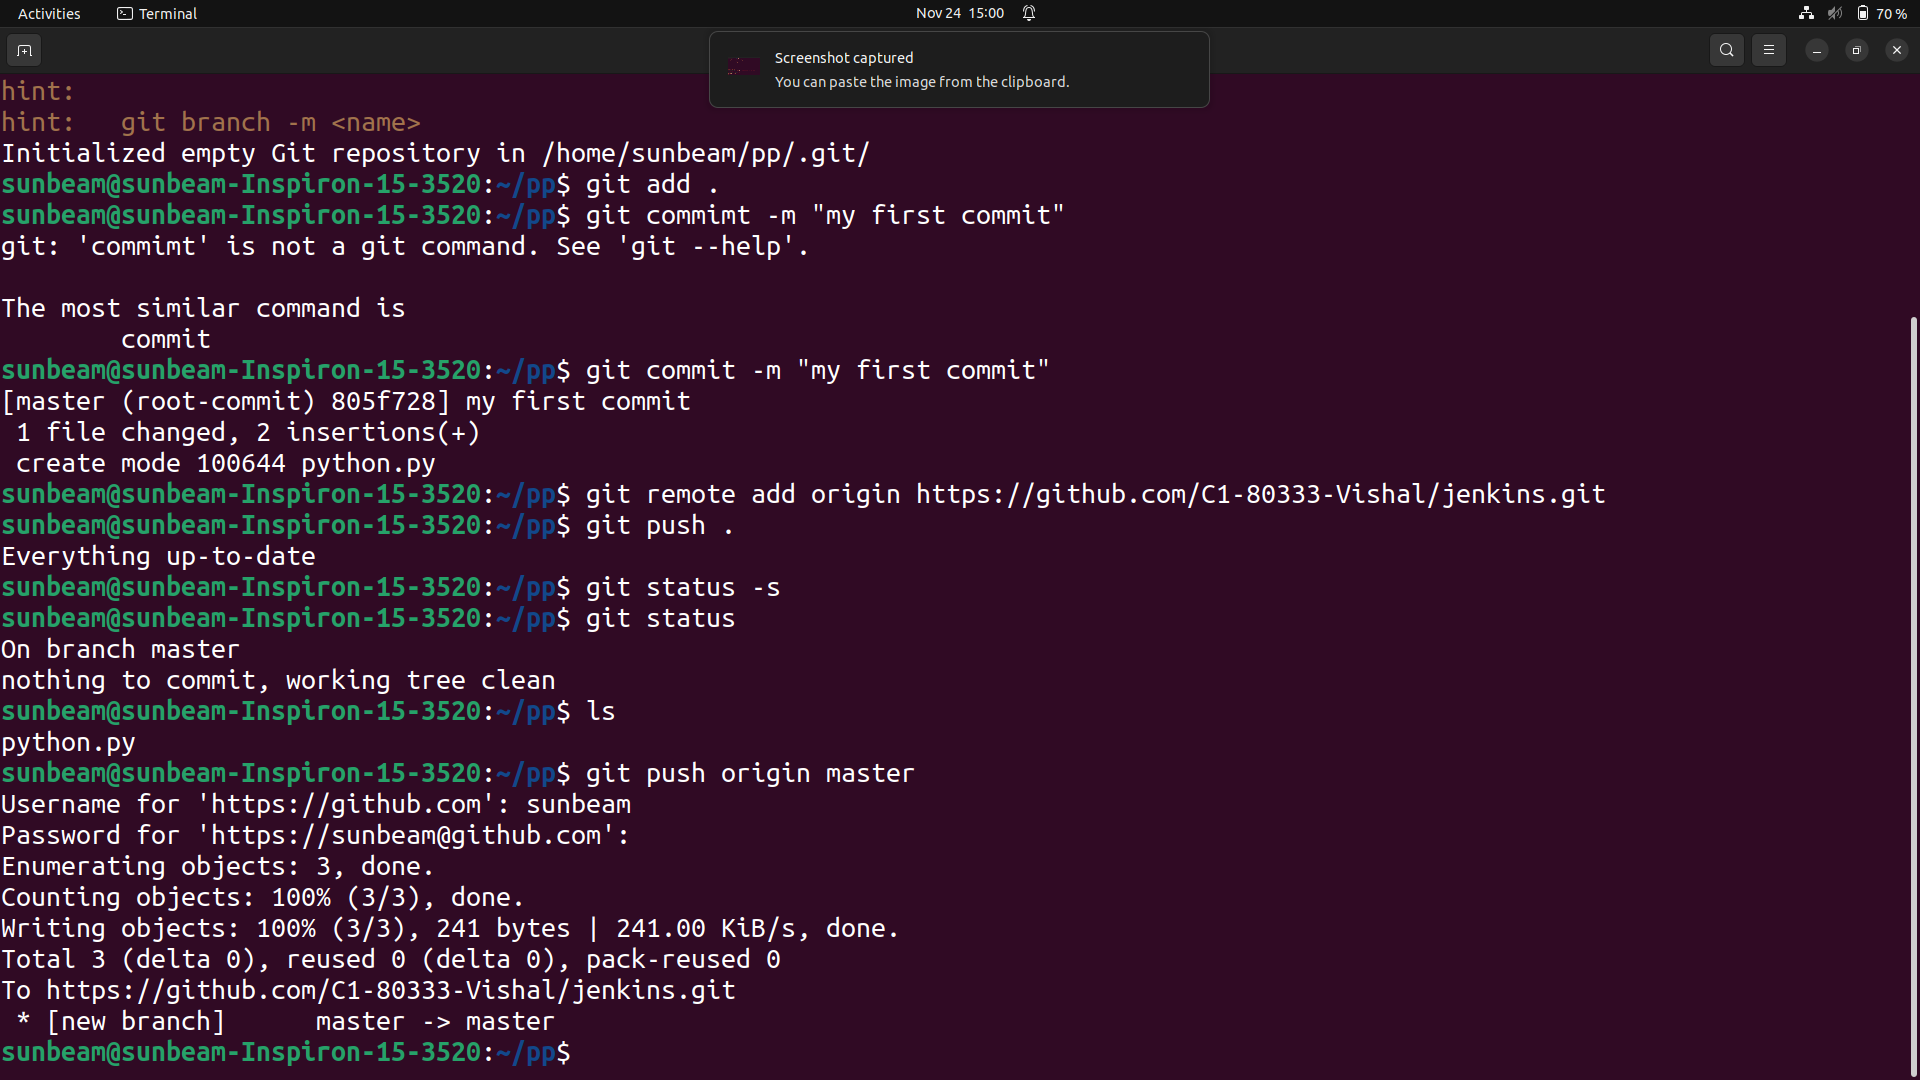 Activities Terminal Nov 24 15:00 70 %
Screenshot captured
You can paste the image from the clipboard.
hint:
hint:   git branch -m <name>
Initialized empty Git repository in /home/sunbeam/pp/.git/
sunbeam@sunbeam-Inspiron-15-3520:~/pp$ git add .
sunbeam@sunbeam-Inspiron-15-3520:~/pp$ git commimt -m "my first commit"
git: 'commimt' is not a git command. See 'git --help'.
The most similar command is
        commit
sunbeam@sunbeam-Inspiron-15-3520:~/pp$ git commit -m "my first commit"
[master (root-commit) 805f728] my first commit
 1 file changed, 2 insertions(+)
 create mode 100644 python.py
sunbeam@sunbeam-Inspiron-15-3520:~/pp$ git remote add origin https://github.com/C1-80333-Vishal/jenkins.git
sunbeam@sunbeam-Inspiron-15-3520:~/pp$ git push .
Everything up-to-date
sunbeam@sunbeam-Inspiron-15-3520:~/pp$ git status -s
sunbeam@sunbeam-Inspiron-15-3520:~/pp$ git status
On branch master
nothing to commit, working tree clean
sunbeam@sunbeam-Inspiron-15-3520:~/pp$ ls
python.py
sunbeam@sunbeam-Inspiron-15-3520:~/pp$ git push origin master
Username for 'https://github.com': sunbeam
Password for 'https://sunbeam@github.com':
Enumerating objects: 3, done.
Counting objects: 100% (3/3), done.
Writing objects: 100% (3/3), 241 bytes | 241.00 KiB/s, done.
Total 3 (delta 0), reused 0 (delta 0), pack-reused 0
To https://github.com/C1-80333-Vishal/jenkins.git
 * [new branch]      master -> master
sunbeam@sunbeam-Inspiron-15-3520:~/pp$